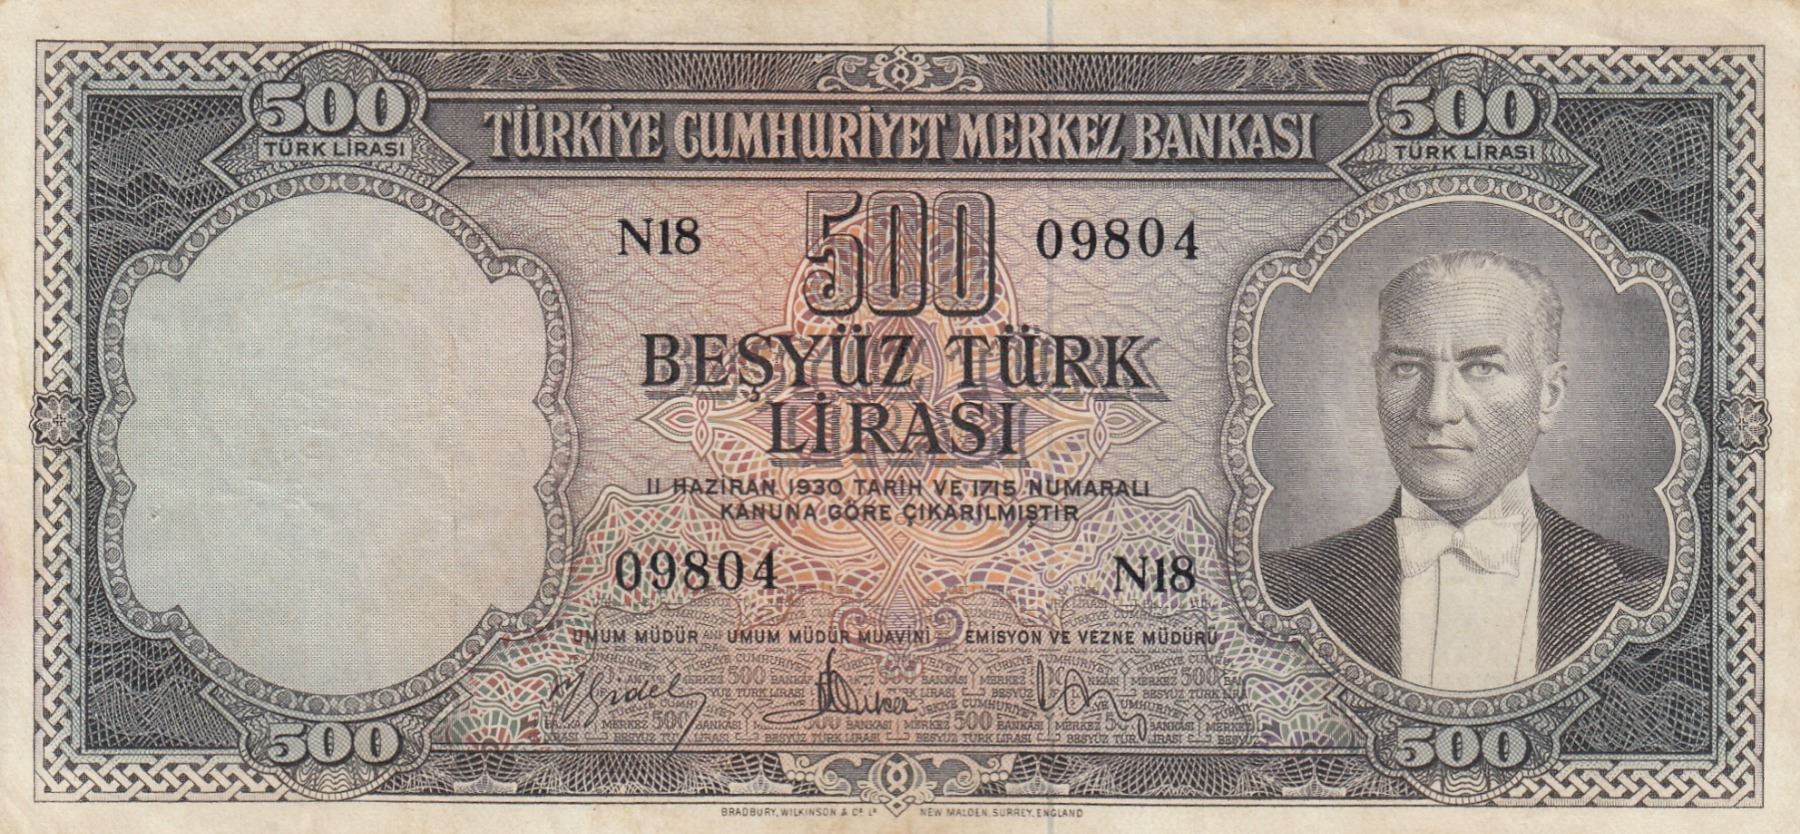 500
TÜRK LİRASI
TÜRKİYE CUMHURİYET MERKEZ BANKASI
500
TÜRK LİRASI
N18
500
09804
BEŞYÜZ TÜRK
LİRASI
11 HAZİRAN 1930 TARİH VE 1715 NUMARALI
KANUNA GÖRE ÇIKARILMIŞTIR
09804
N18
UMUM MÜDÜR
UMUM MÜDÜR MUAVİNİ
EMİSYON VE VEZNE MÜDÜRÜ
500
500
BRADBURY, WILKINSON & Cº Lᵈ NEW MALDEN, SURREY, ENGLAND